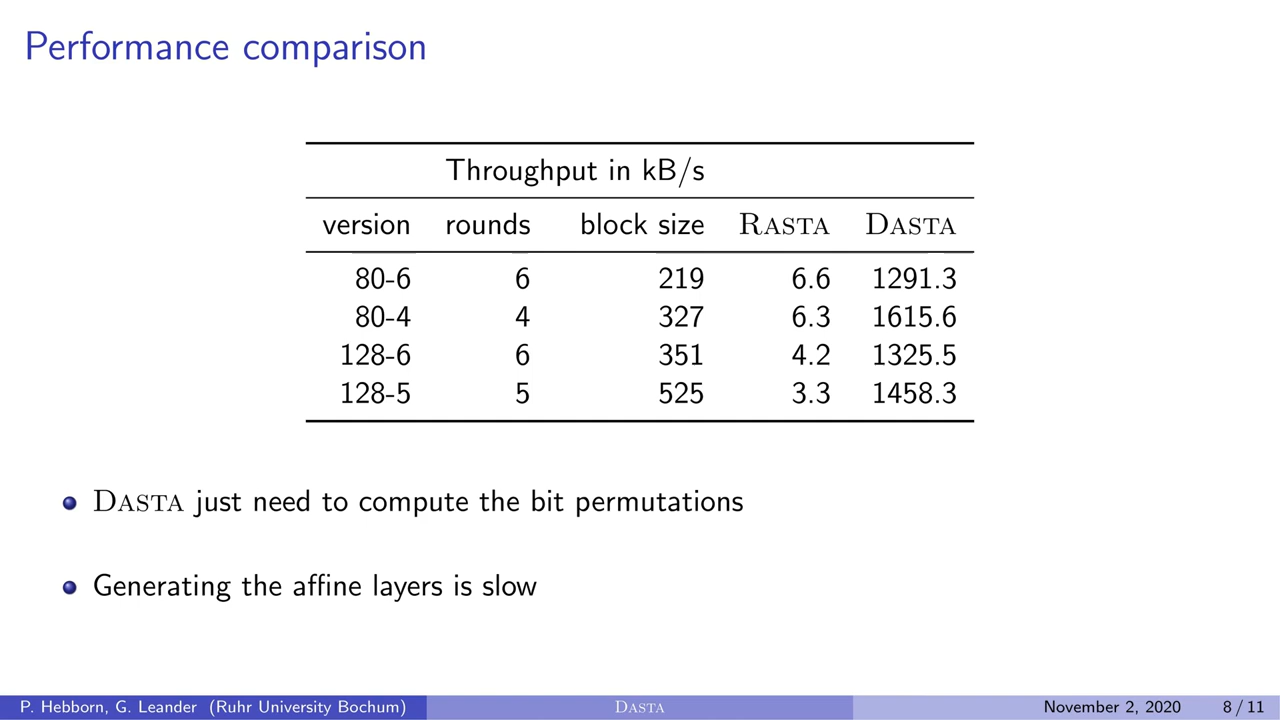 Performance comparison
Throughput in kB/s
version rounds block size Rasta Dasta
80-6 6 219 6.6 1291.3
80-4 4 327 6.3 1615.6
128-6 6 351 4.2 1325.5
128-5 5 525 3.3 1458.3
Dasta just need to compute the bit permutations
Generating the affine layers is slow
P. Hebborn, G. Leander (Ruhr University Bochum) Dasta November 2, 2020 8 / 11